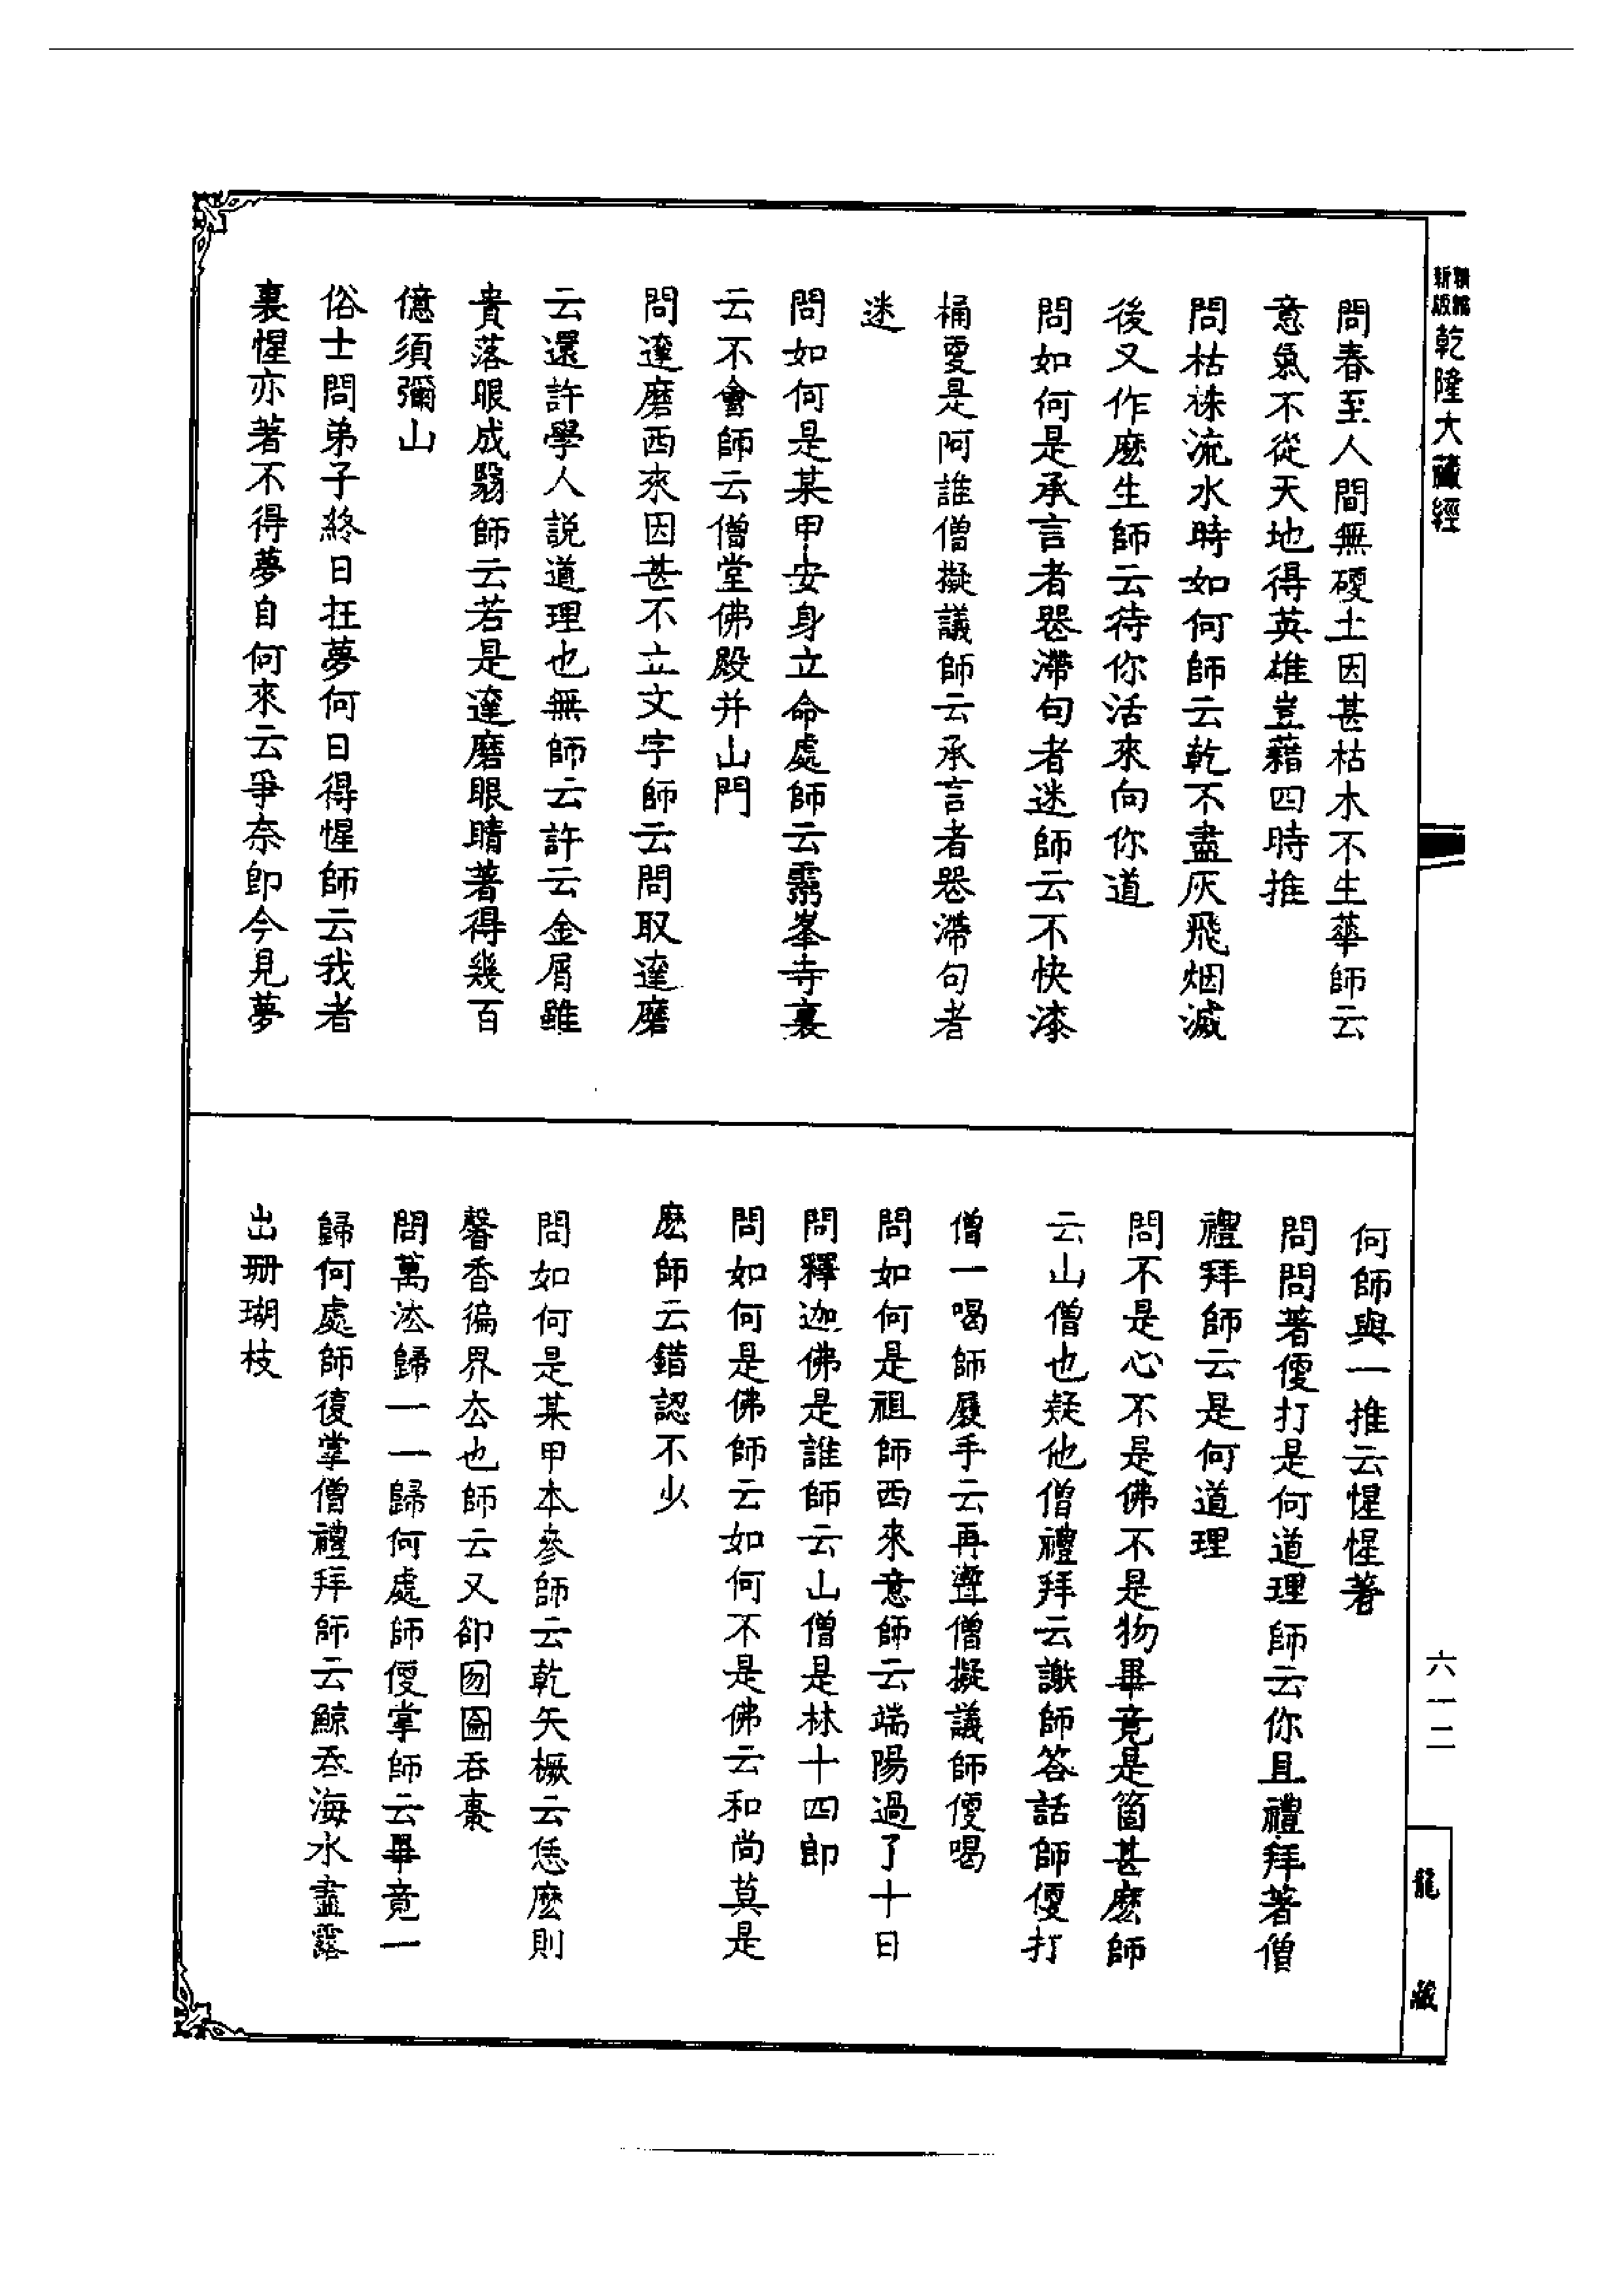 新版
乾隆大藏經
問春至人間無硬土因甚枯木不生華師云
意氣不從天地得英雄豈藉四時推
問枯株流水時如何師云乾不盡灰飛烟滅
後又作麽生師云待你活來向你道
問如何是承言者喪滯句者迷師云不快漆
桶更是阿誰僧擬議師云承言者喪滯句者
迷
問如何是某甲安身立命處師云靈峯寺裏
云不會師云僧堂佛殿并山門
問達磨西來因甚不立文字師云問取達磨
云還許學人説道理也無師云許云金屑雖
貴落眼成翳師云若是達磨眼睛著得幾百
億須彌山
俗士問弟子終日在夢何日得惺師云我者
裏惺亦著不得夢自何來云爭奈即今見夢
何師與一推云惺惺著
問問著便打是何道理師云你且禮拜著僧
禮拜師云是何道理
問不是心不是佛不是物畢竟是箇甚麽師
云山僧也疑他僧禮拜云謝師答話師便打
僧一喝師展手云再聻僧擬議師便喝
問如何是祖師西來意師云端陽過了十日
問釋迦佛是誰師云山僧是林十四郎
問如何是佛師云如何不是佛云和尚莫是
麽師云錯認不少
問如何是某甲本參師云乾矢橛云恁麽則
馨香徧界去也師云又卻囫圇吞棗
問萬法歸一一歸何處師便掌師云畢竟一
歸何處師復掌僧禮拜師云鯨吞海水盡露
出珊瑚枝
六一二
龍藏